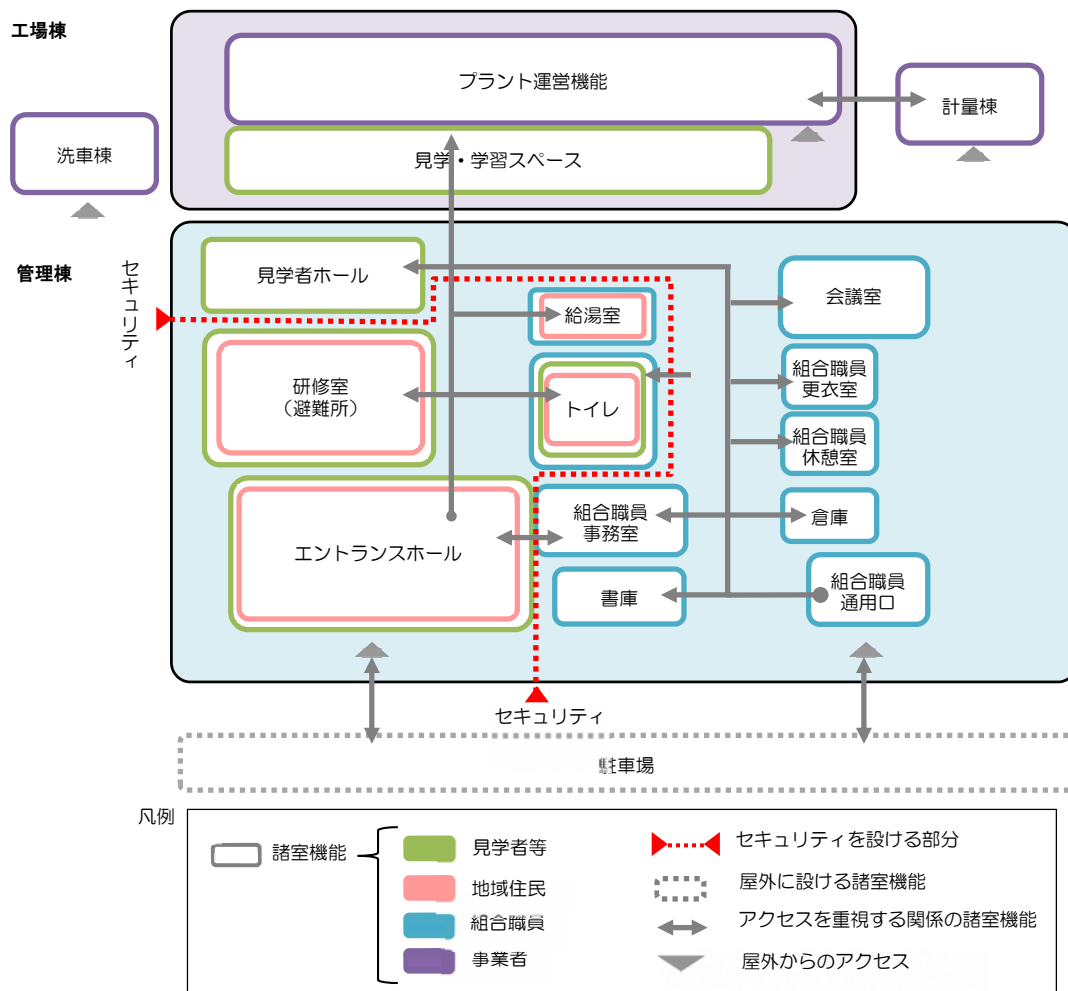 工場棟
プラント運営機能
計量棟
洗車棟
見学・学習スペース
管理棟
セキュリティ
見学者ホール
給湯室
会議室
研修室
（避難所）
トイレ
組合職員
更衣室
組合職員
休憩室
エントランスホール
組合職員
事務室
倉庫
書庫
組合職員
通用口
セキュリティ
駐車場
凡例
諸室機能
見学者等
地域住民
組合職員
事業者
セキュリティを設ける部分
屋外に設ける諸室機能
アクセスを重視する関係の諸室機能
屋外からのアクセス